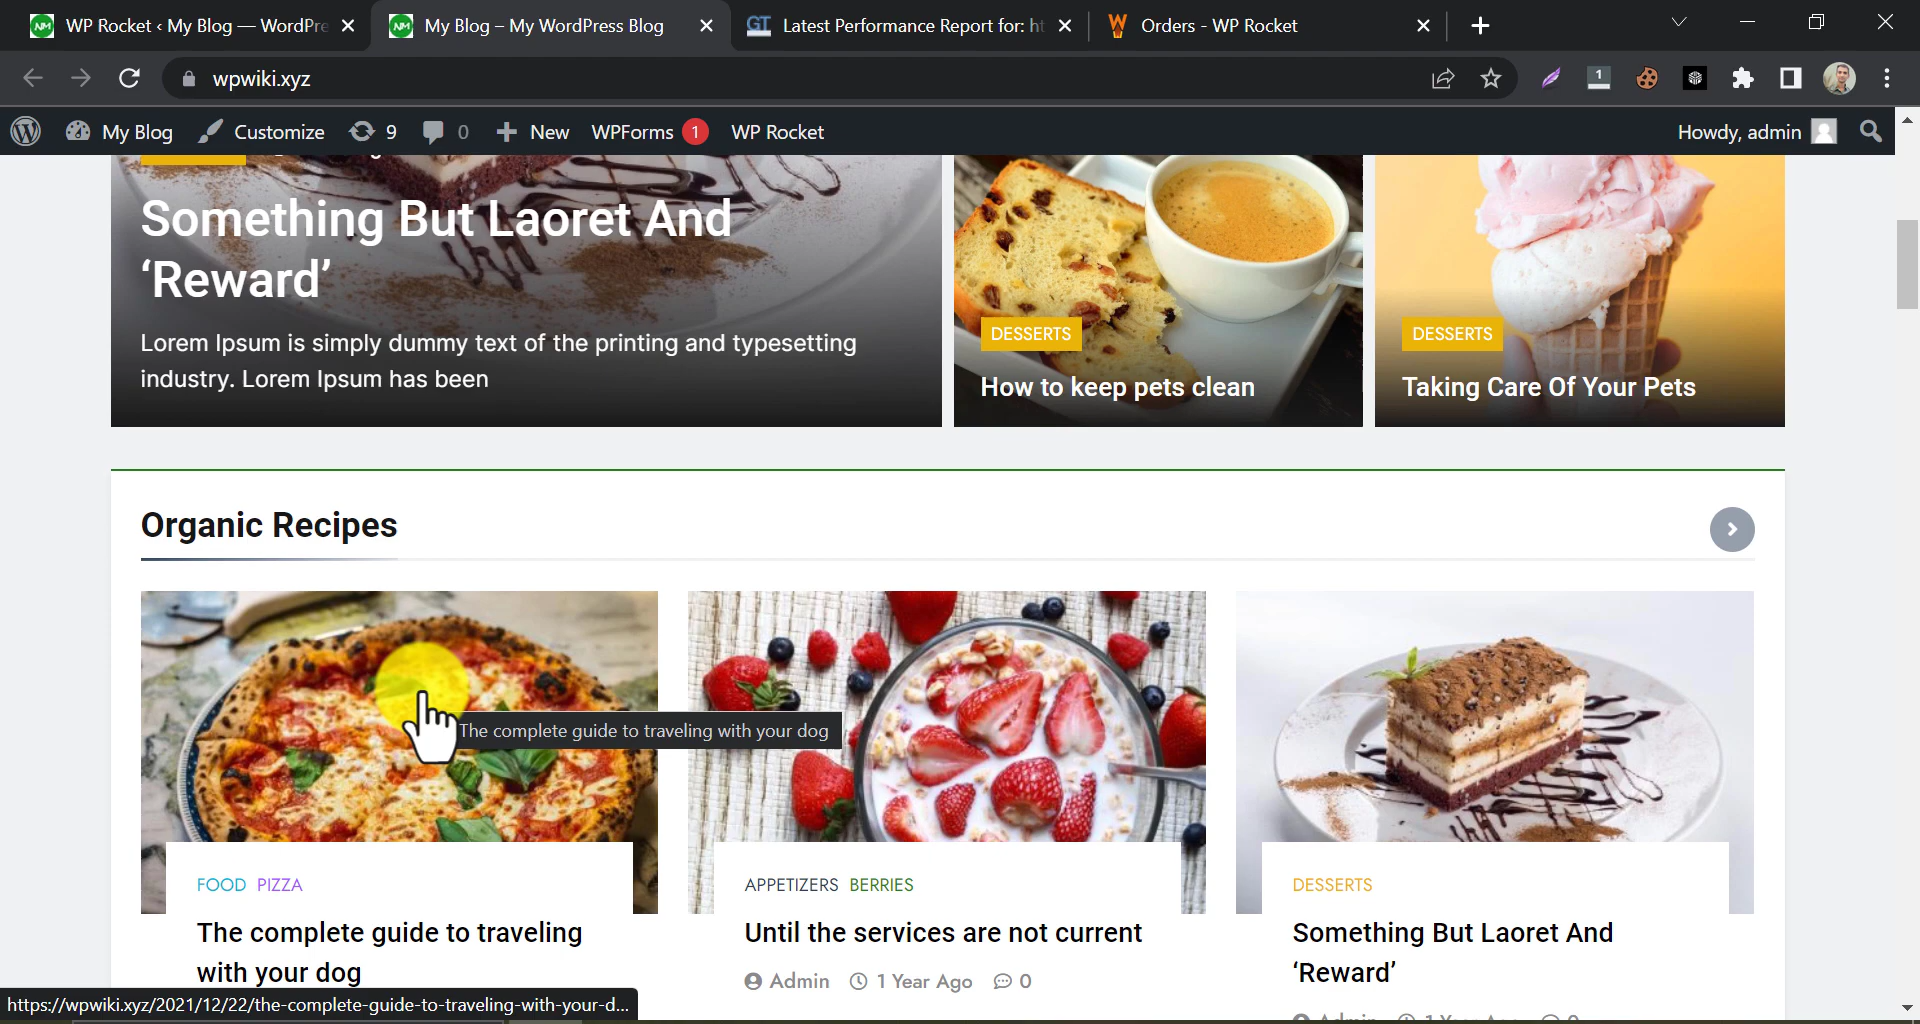 WP Rocket ‹ My Blog — WordPre
My Blog – My WordPress Blog
GT
Latest Performance Report for: ht
Orders - WP Rocket
wpwiki.xyz
1
My Blog
Customize
9
0
New
WPForms 1
WP Rocket
Howdy, admin
Something But Laoret And
‘Reward’
Lorem Ipsum is simply dummy text of the printing and typesetting
industry. Lorem Ipsum has been
DESSERTS
How to keep pets clean
DESSERTS
Taking Care Of Your Pets
Organic Recipes
The complete guide to traveling with your dog
FOOD PIZZA
The complete guide to traveling
with your dog
APPETIZERS BERRIES
Until the services are not current
Admin 1 Year Ago 0
DESSERTS
Something But Laoret And
‘Reward’
https://wpwiki.xyz/2021/12/22/the-complete-guide-to-traveling-with-your-d...